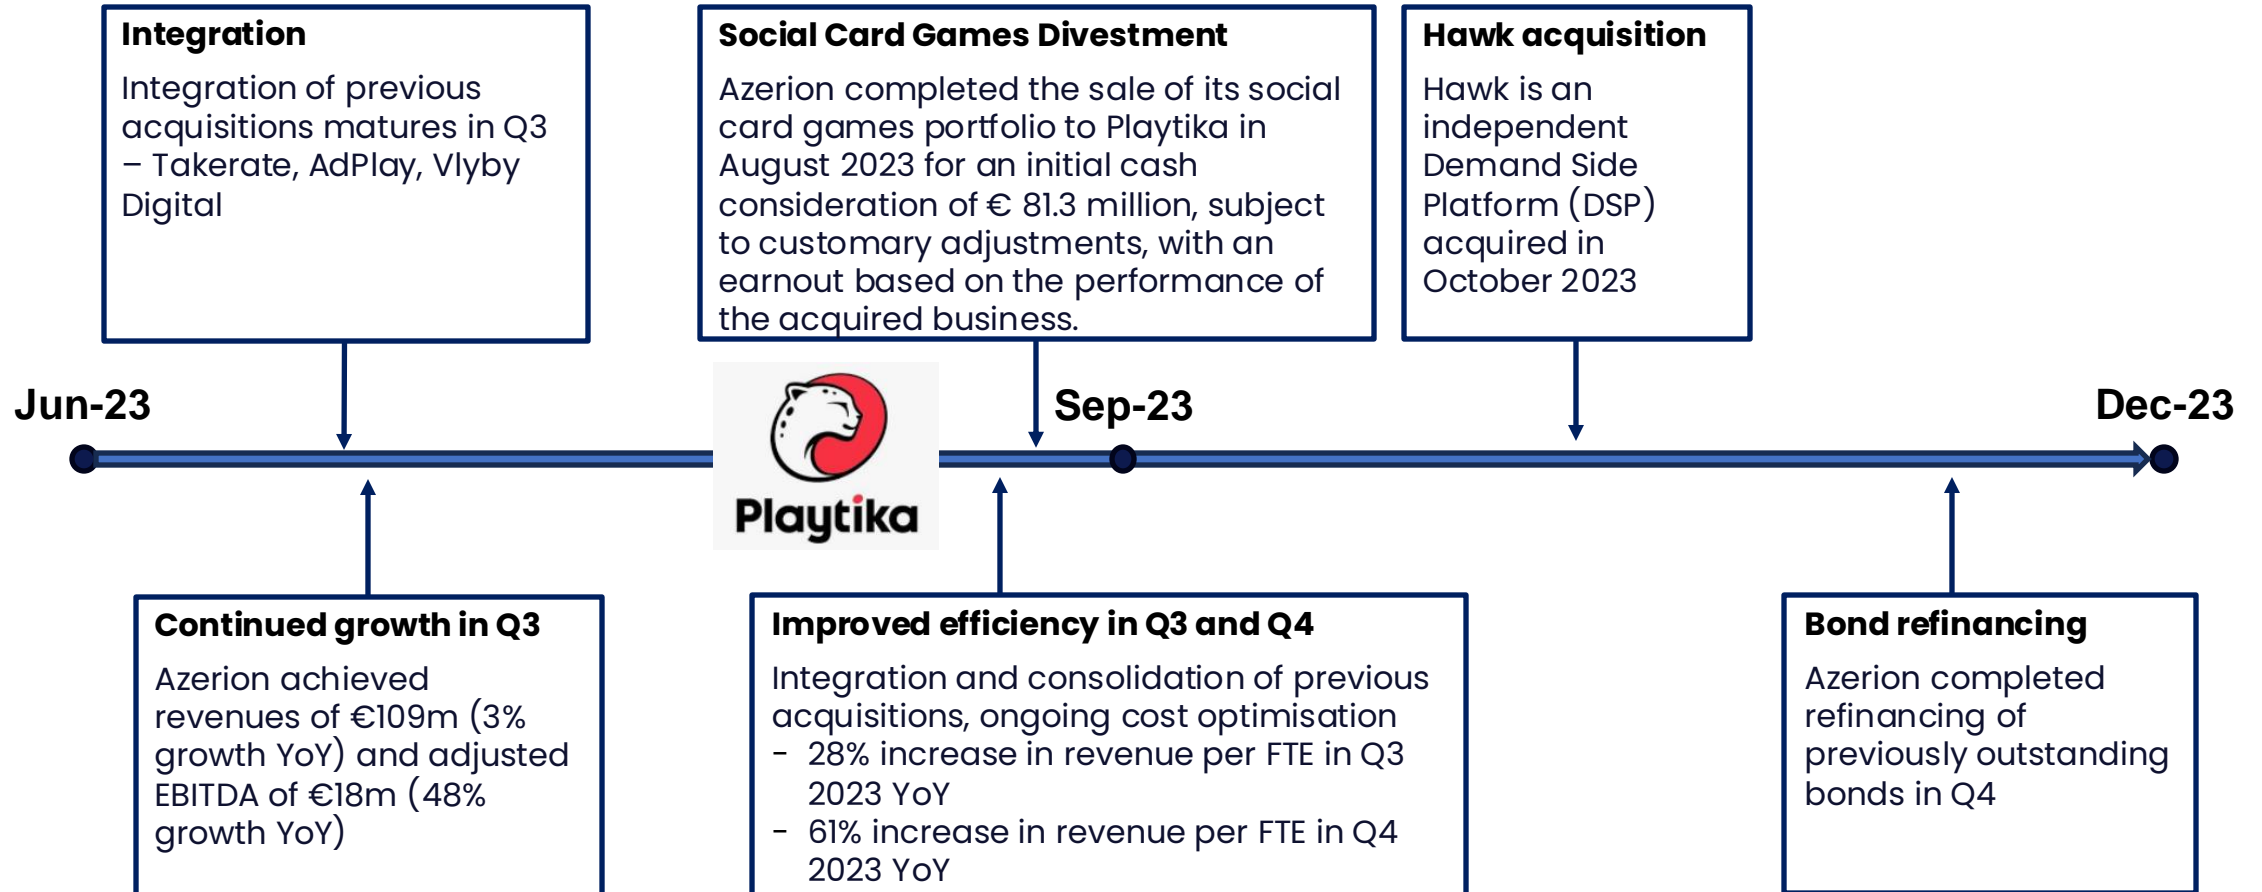 Integration
Integration of previous
acquisitions matures in Q3
– Takerate, AdPlay, Vlyby
Digital
Social Card Games Divestment
Azerion completed the sale of its social
card games portfolio to Playtika in
August 2023 for an initial cash
consideration of € 81.3 million, subject
to customary adjustments, with an
earnout based on the performance of
the acquired business.
Hawk acquisition
Hawk is an
independent
Demand Side
Platform (DSP)
acquired in
October 2023
Jun-23
Sep-23
Dec-23
Playtika
Continued growth in Q3
Azerion achieved
revenues of €109m (3%
growth YoY) and adjusted
EBITDA of €18m (48%
growth YoY)
Improved efficiency in Q3 and Q4
Integration and consolidation of previous
acquisitions, ongoing cost optimisation
- 28% increase in revenue per FTE in Q3
2023 YoY
- 61% increase in revenue per FTE in Q4
2023 YoY
Bond refinancing
Azerion completed
refinancing of
previously outstanding
bonds in Q4